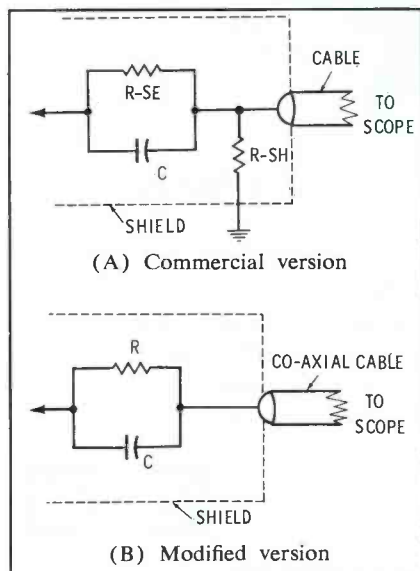 CABLE
R-SE
TO
SCOPE
R-SH
C
SHIELD
(A) Commercial version
R
CO-AXIAL CABLE
TO
SCOPE
C
SHIELD
(B) Modified version